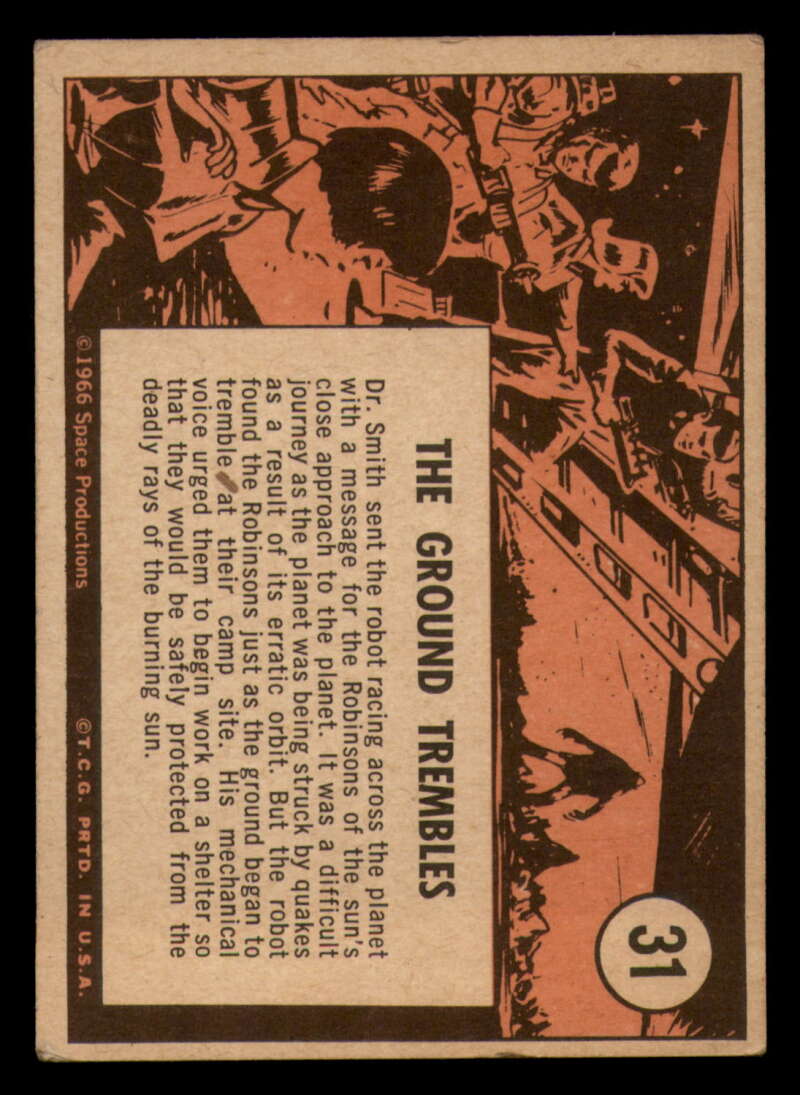 31
THE GROUND TREMBLES
Dr. Smith sent the robot racing across the planet
with a message for the Robinsons of the sun's
close approach to the planet. It was a difficult
journey as the planet was being struck by quakes
as a result of its erratic orbit. But the robot
found the Robinsons just as the ground began to
tremble at their camp site. His mechanical
voice urged them to begin work on a shelter so
that they would be safely protected from the
deadly rays of the burning sun.
©1966 Space Productions ©T.C.G. PRTD. IN U.S.A.